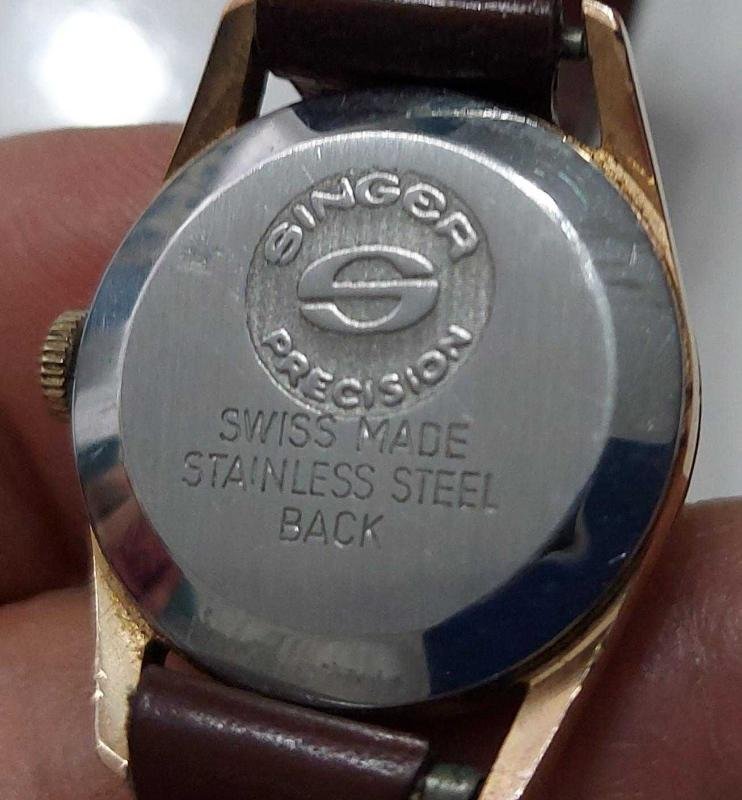 SINGER
S
PRECISION
SWISS MADE
STAINLESS STEEL
BACK